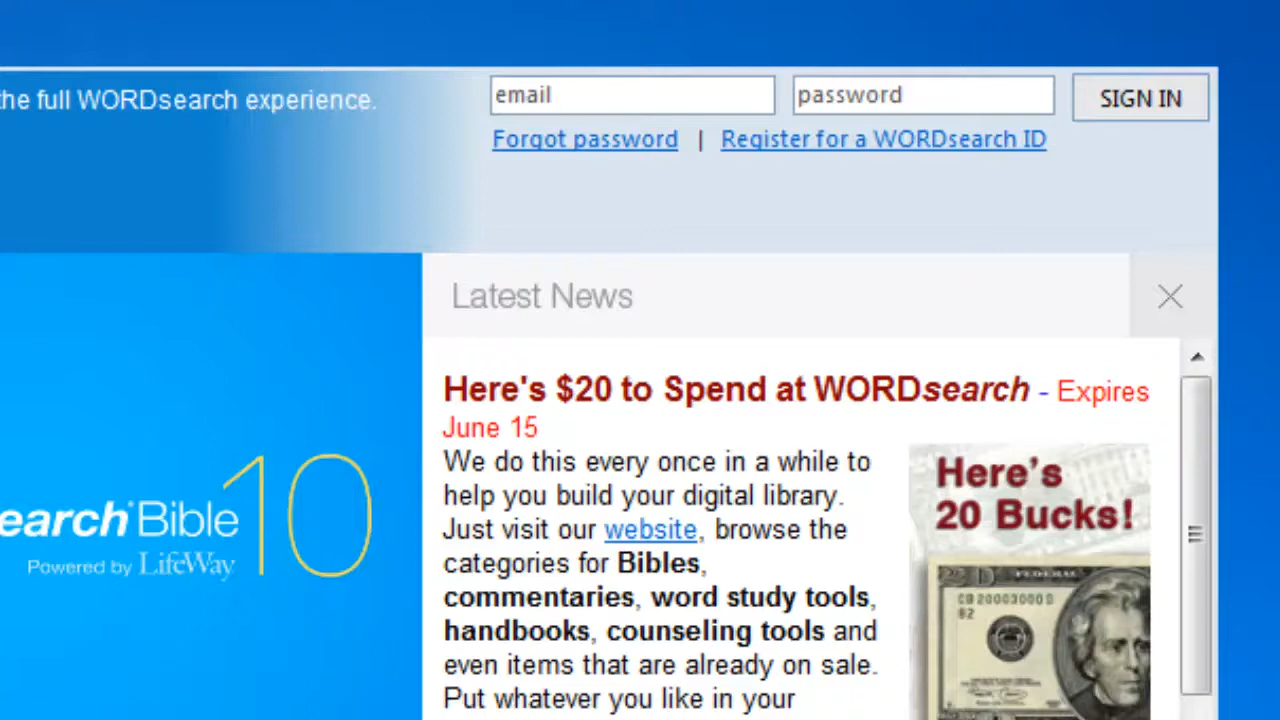 the full WORDsearch experience.
email
password
SIGN IN
Forgot password | Register for a WORDsearch ID
Latest News
Here's $20 to Spend at WORDsearch - Expires
June 15
We do this every once in a while to
help you build your digital library.
Just visit our website, browse the
categories for Bibles,
commentaries, word study tools,
handbooks, counseling tools and
even items that are already on sale.
Put whatever you like in your
Here's
20 Bucks!
earch Bible 10
Powered by LifeWay